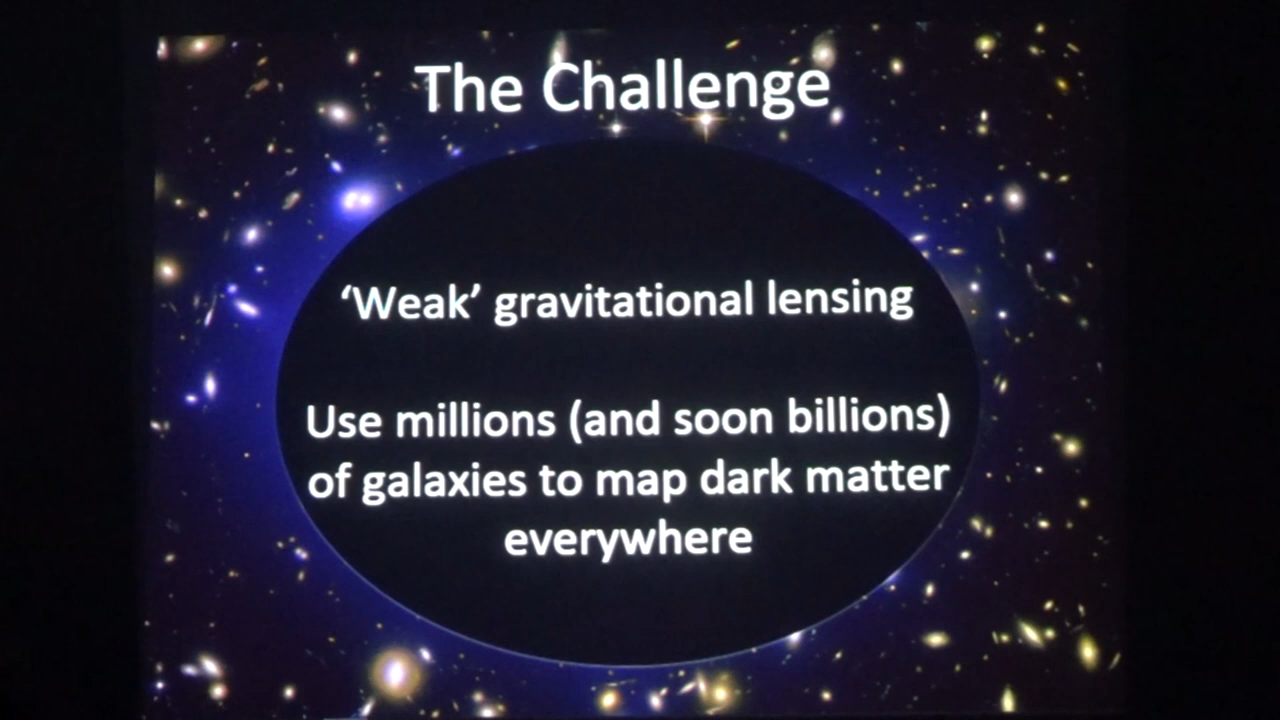 The Challenge
‘Weak’ gravitational lensing
Use millions (and soon billions)
of galaxies to map dark matter
everywhere